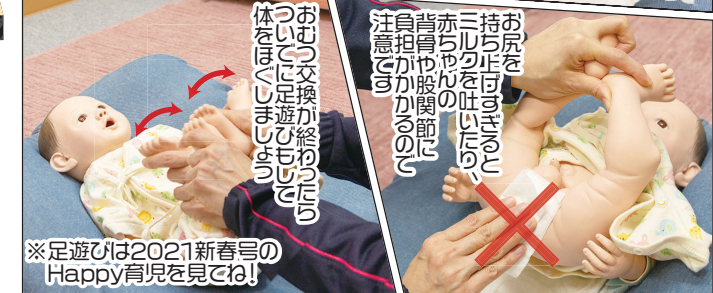 お尻を
持ち上げすぎると
ミルクを吐いたり、
赤ちゃんの
背骨や股関節に
負担がかかるので
注意です
おむつ交換が終わったら
ついでに足遊びもして
体をほぐしましょう
※足遊びは2021新春号の
Happy育児を見てね!